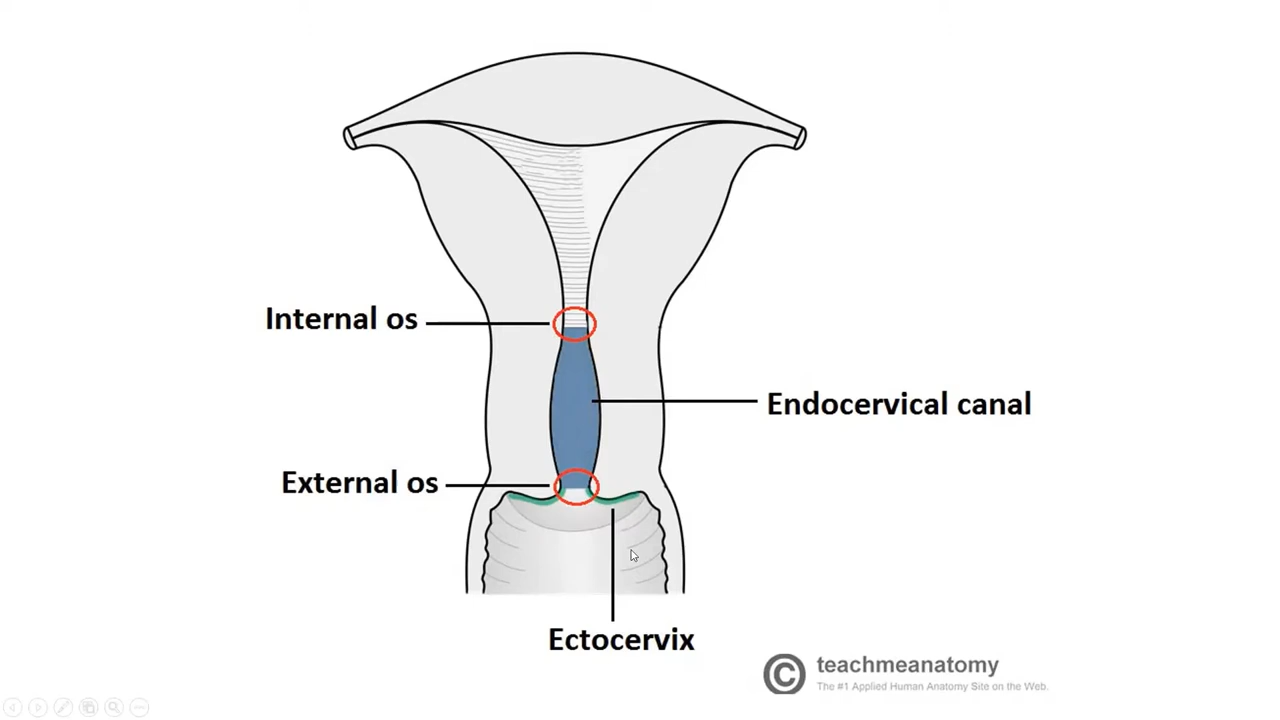 Internal os
Endocervical canal
External os
Ectocervix
© teachmeanatomy
The #1 Applied Human Anatomy Site on the Web.